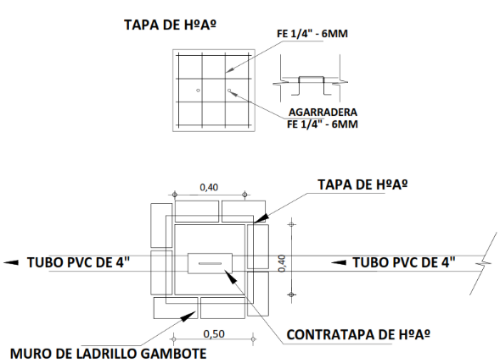 TAPA DE HºAº
FE 1/4" - 6MM
AGARRADERA
FE 1/4" - 6MM
0,40
TAPA DE HºAº
TUBO PVC DE 4"
0,40
TUBO PVC DE 4"
0,50
CONTRATAPA DE HºAº
MURO DE LADRILLO GAMBOTE